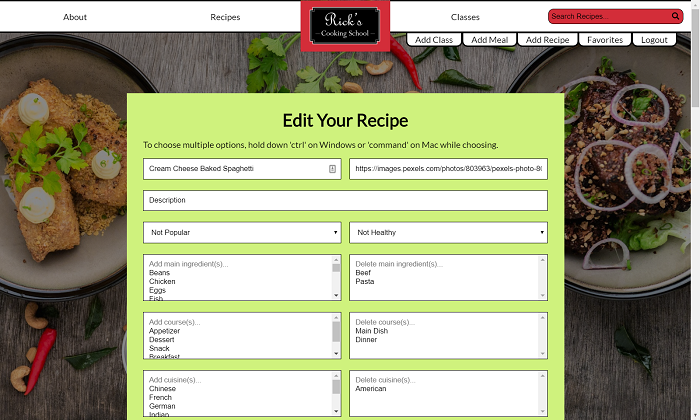 About
Recipes
Rick's
Cooking School
Classes
Search Recipes...
Add Class
Add Meal
Add Recipe
Favorites
Logout
Edit Your Recipe
To choose multiple options, hold down 'ctrl' on Windows or 'command' on Mac while choosing.
Cream Cheese Baked Spaghetti
https://images.pexels.com/photos/803963/pexels-photo-80
Description
Not Popular
Not Healthy
Add main ingredient(s)...
Beans
Chicken
Eggs
Fish
Delete main ingredient(s)...
Beef
Pasta
Add course(s)...
Appetizer
Dessert
Snack
Breakfast
Delete course(s)...
Main Dish
Dinner
Add cuisine(s)...
Chinese
French
German
Indian
Delete cuisine(s)...
American